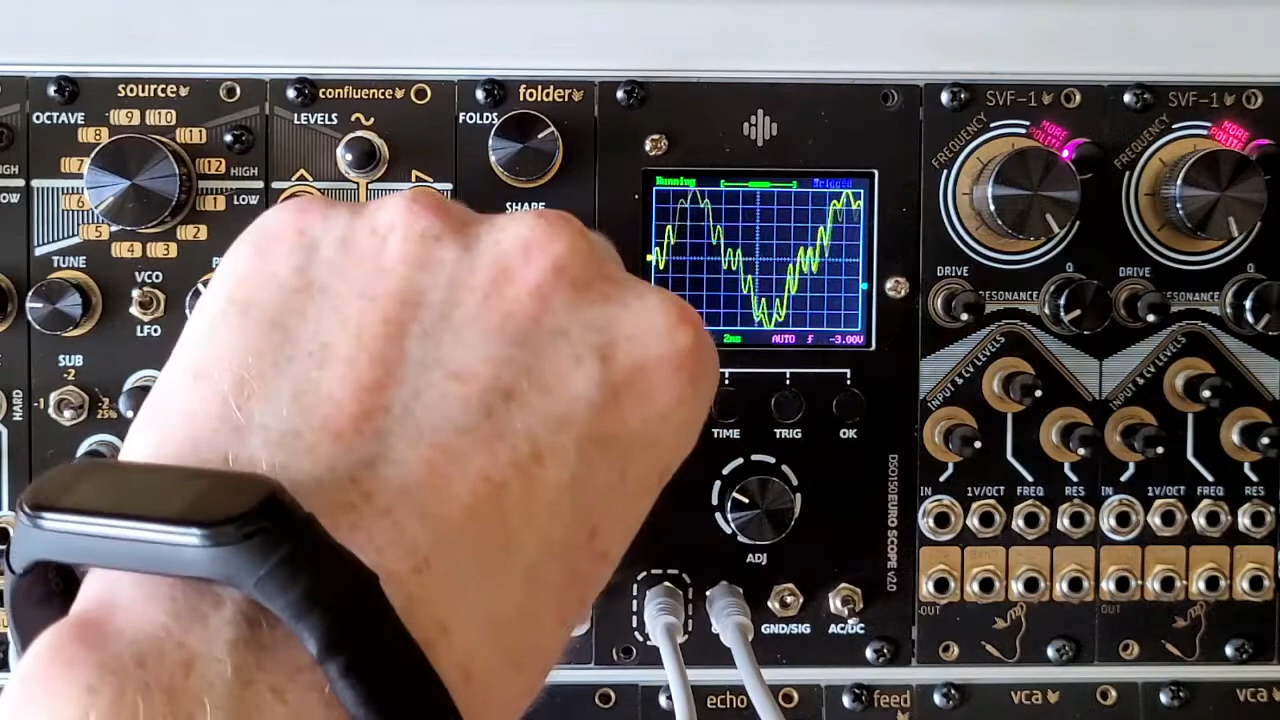 source
confluence
folder
SVF-1
SVF-1
OCTAVE
9
10
8
11
7
12
6
1
5
2
4
3
HIGH
LOW
LEVELS
FOLDS
SHAPE
FREQUENCY
MORE
POLITE
FREQUENCY
MORE
POLITE
Running
2ms
AUTO
-3.00V
TUNE
VCO
LFO
SUB
-2
-1
-2
25%
HARD
DRIVE
Q
RESONANCE
DRIVE
Q
RESONANCE
INPUT & CV LEVELS
INPUT & CV LEVELS
TIME
TRIG
OK
ADJ
DSO150 EURO SCOPE v2.0
GND/SIG
AC/DC
IN
1V/OCT
FREQ
RES
IN
1V/OCT
FREQ
RES
OUT
OUT
echo
feed
vca
vca